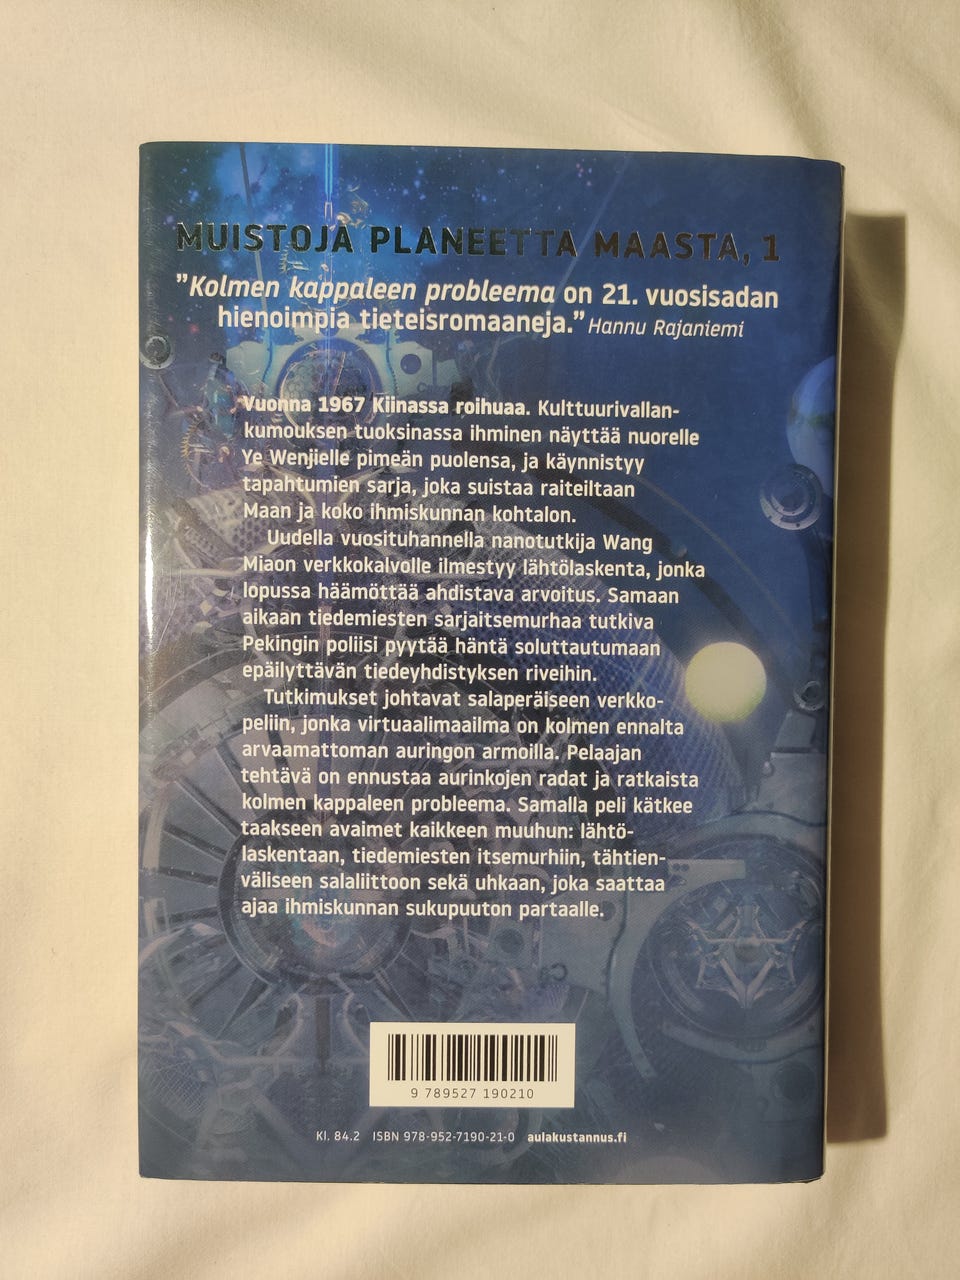 MUISTOJA PLANEETTA MAASTA, 1
”Kolmen kappaleen probleema on 21. vuosisadan
hienoimpia tieteisromaaneja.” Hannu Rajaniemi
Vuonna 1967 Kiinassa roihuaa. Kulttuurivallan-
kumouksen tuoksinassa ihminen näyttää nuorelle
Ye Wenjielle pimeän puolensa, ja käynnistyy
tapahtumien sarja, joka suistaa raiteiltaan
Maan ja koko ihmiskunnan kohtalon.
Uudella vuosituhannella nanotutkija Wang
Miaon verkkokalvolle ilmestyy lähtölaskenta, jonka
lopussa häämöttää ahdistava arvoitus. Samaan
aikaan tiedemiesten sarjaitsemurhaa tutkiva
Pekingin poliisi pyytää häntä soluttautumaan
epäilyttävän tiedeyhdistyksen riveihin.
Tutkimukset johtavat salaperäiseen verkko-
peliin, jonka virtuaalimaailma on kolmen ennalta
arvaamattoman auringon armoilla. Pelaajan
tehtävä on ennustaa aurinkojen radat ja ratkaista
kolmen kappaleen probleema. Samalla peli kätkee
taakseen avaimet kaikkeen muuhun: lähtö-
laskentaan, tiedemiesten itsemurhiin, tähtien-
väliseen salaliittoon sekä uhkaan, joka saattaa
ajaa ihmiskunnan sukupuuton partaalle.
9 789527 190210
Kl. 84.2 ISBN 978-952-7190-21-0 aulakustannus.fi